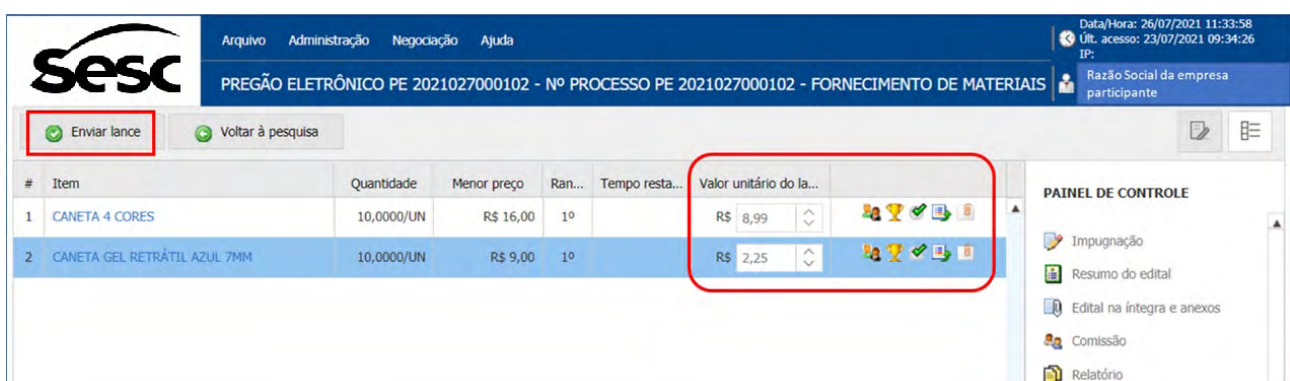 Sesc
Arquivo Administração Negociação Ajuda
Data/Hora: 26/07/2021 11:33:58
Últ. acesso: 23/07/2021 09:34:26
IP:
PREGÃO ELETRÔNICO PE 2021027000102 - Nº PROCESSO PE 2021027000102 - FORNECIMENTO DE MATERIAIS
Razão Social da empresa
participante
Enviar lance Voltar à pesquisa
# Item Quantidade Menor preço Ran... Tempo resta... Valor unitário do la...
1 CANETA 4 CORES 10,0000/UN R$ 16,00 1º R$ 8,99
2 CANETA GEL RETRÁTIL AZUL 7MM 10,0000/UN R$ 9,00 1º R$ 2,25
PAINEL DE CONTROLE
Impugnação
Resumo do edital
Edital na íntegra e anexos
Comissão
Relatório